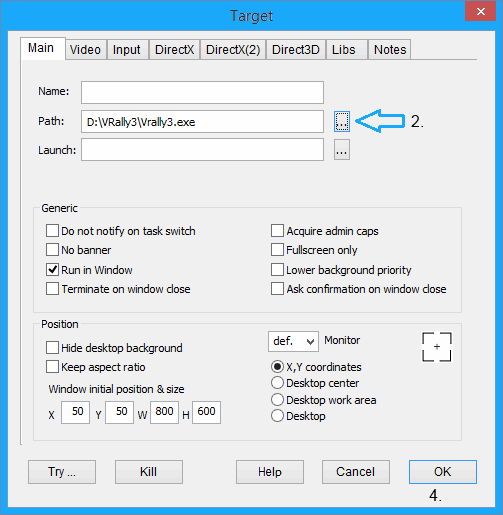 Target
Main Video Input DirectX DirectX(2) Direct3D Libs Notes
Name:
Path: D:\VRally3\Vrally3.exe ... 2.
Launch: ...
Generic
Do not notify on task switch Acquire admin caps
No banner Fullscreen only
Run in Window Lower background priority
Terminate on window close Ask confirmation on window close
Position
def. Monitor
Hide desktop background
Keep aspect ratio X,Y coordinates
Window initial position & size Desktop center
Desktop work area
X 50 Y 50 W 800 H 600 Desktop
Try ... Kill Help Cancel OK
4.